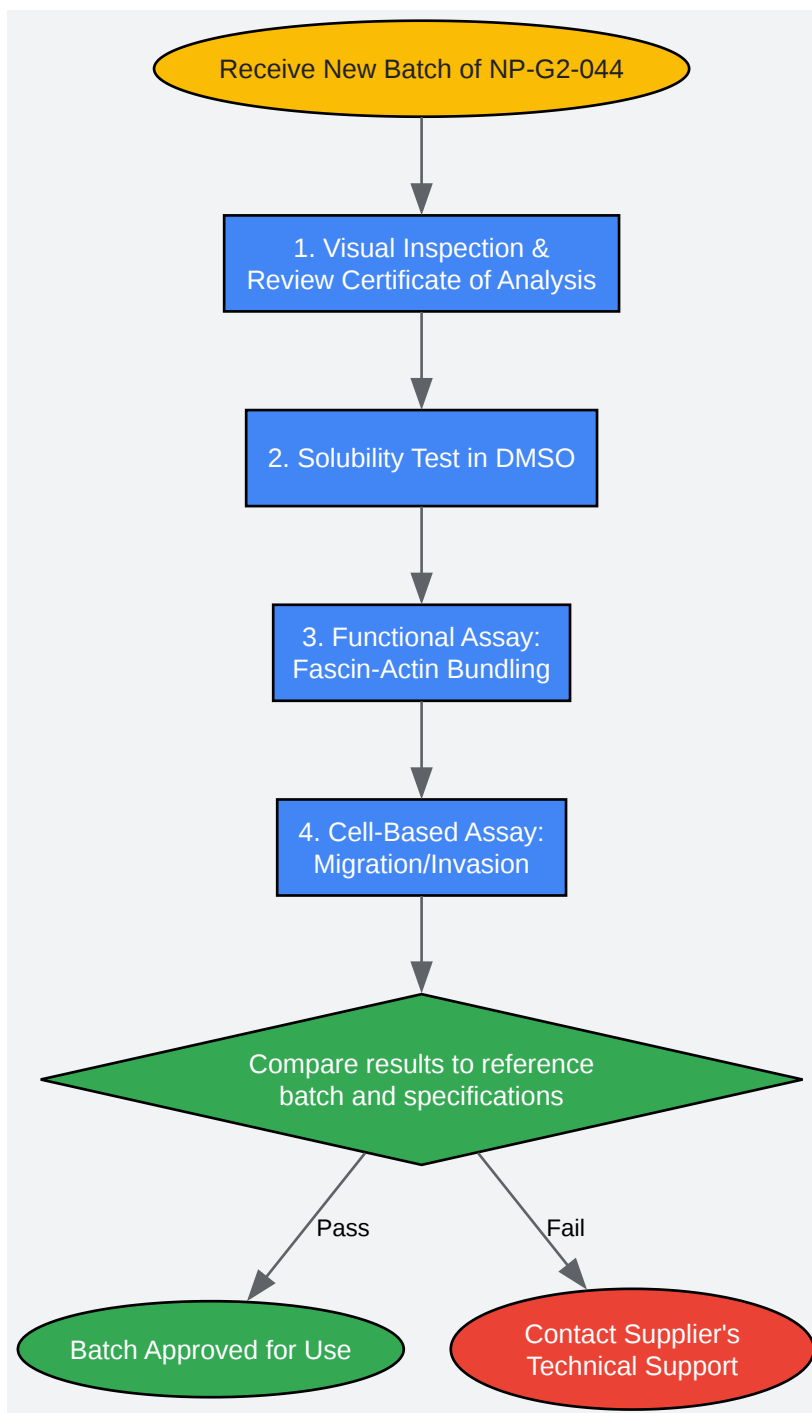 Receive New Batch of NP-G2-044
1. Visual Inspection &
Review Certificate of Analysis
2. Solubility Test in DMSO
3. Functional Assay:
Fascin-Actin Bundling
4. Cell-Based Assay:
Migration/Invasion
Compare results to reference
batch and specifications
Pass
Fail
Batch Approved for Use
Contact Supplier's
Technical Support